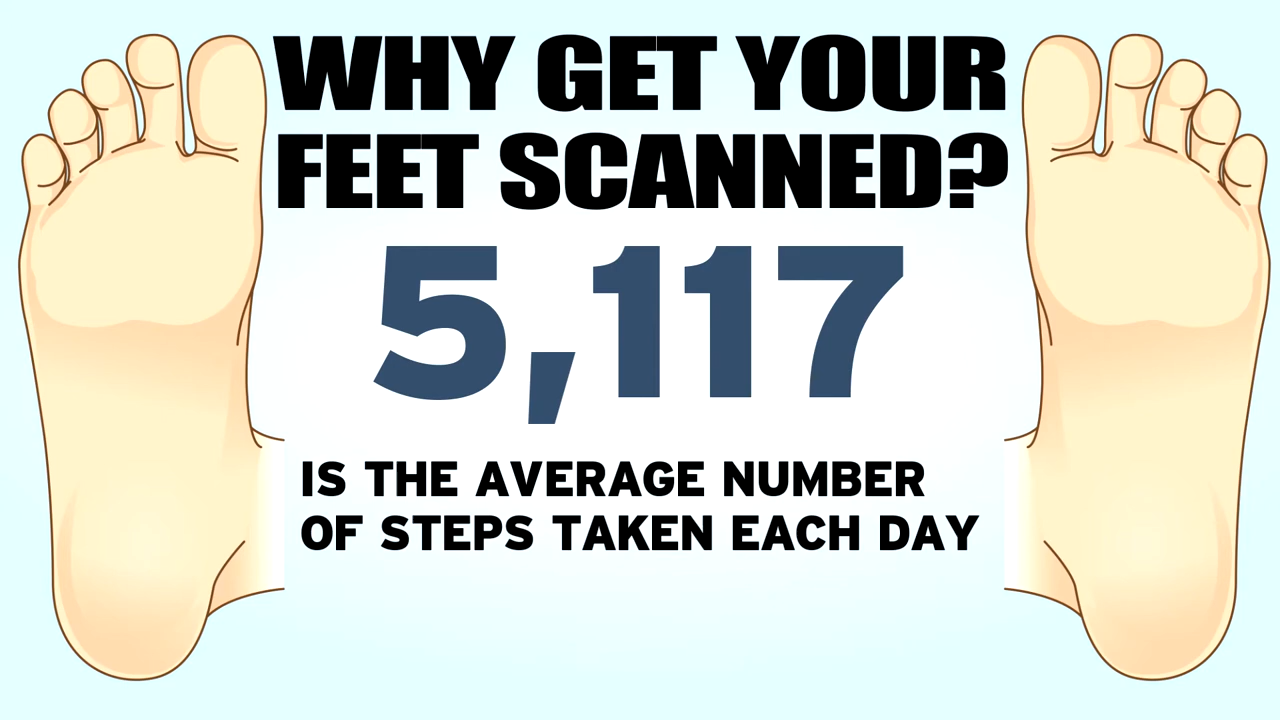 WHY GET YOUR
FEET SCANNED?
5,117
IS THE AVERAGE NUMBER
OF STEPS TAKEN EACH DAY